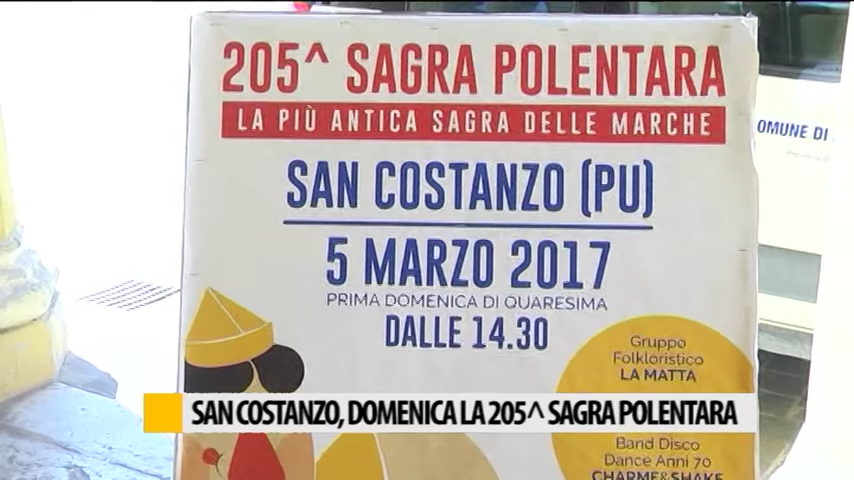 205^ SAGRA POLENTARA
LA PIÙ ANTICA SAGRA DELLE MARCHE
SAN COSTANZO (PU)
5 MARZO 2017
PRIMA DOMENICA DI QUARESIMA
DALLE 14.30
Gruppo
Folkloristico
LA MATTA
SAN COSTANZO, DOMENICA LA 205^ SAGRA POLENTARA
Band Disco
Dance Anni 70
CHARME&SHAKE
OMUNE DI